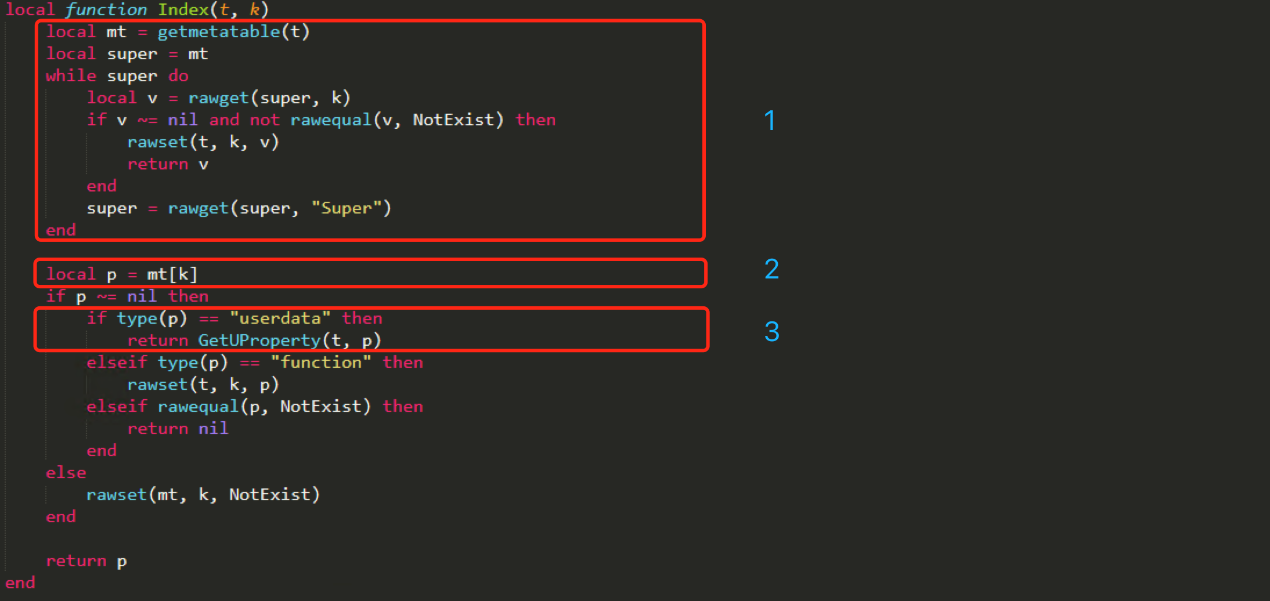 local function Index(t, k)
    local mt = getmetatable(t)
    local super = mt
    while super do
        local v = rawget(super, k)
        if v ~= nil and not rawequal(v, NotExist) then
            rawset(t, k, v)
            return v
        end
        super = rawget(super, "Super")
    end
1
    local p = mt[k]
2
    if p ~= nil then
        if type(p) == "userdata" then
            return GetUProperty(t, p)
3
        elseif type(p) == "function" then
            rawset(t, k, p)
        elseif rawequal(p, NotExist) then
            return nil
        end
    else
        rawset(mt, k, NotExist)
    end
    return p
end